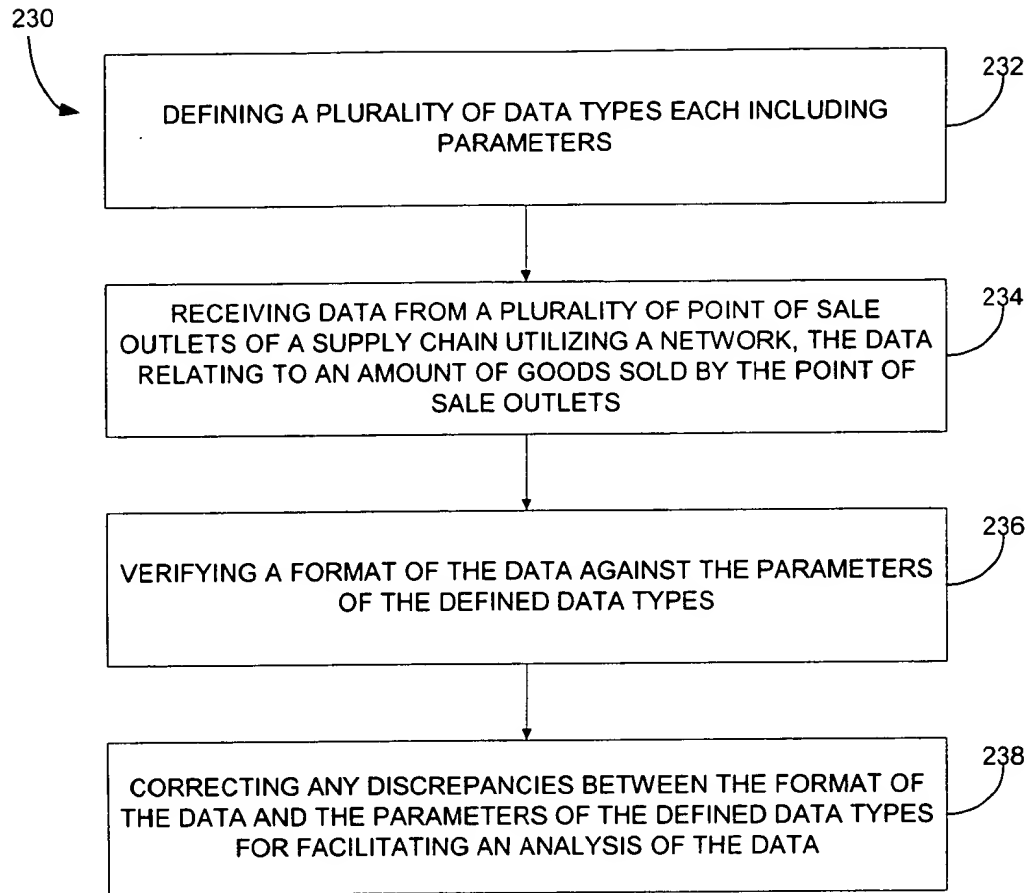 230
232
DEFINING A PLURALITY OF DATA TYPES EACH INCLUDING
PARAMETERS
234
RECEIVING DATA FROM A PLURALITY OF POINT OF SALE
OUTLETS OF A SUPPLY CHAIN UTILIZING A NETWORK, THE DATA
RELATING TO AN AMOUNT OF GOODS SOLD BY THE POINT OF
SALE OUTLETS
236
VERIFYING A FORMAT OF THE DATA AGAINST THE PARAMETERS
OF THE DEFINED DATA TYPES
238
CORRECTING ANY DISCREPANCIES BETWEEN THE FORMAT OF
THE DATA AND THE PARAMETERS OF THE DEFINED DATA TYPES
FOR FACILITATING AN ANALYSIS OF THE DATA